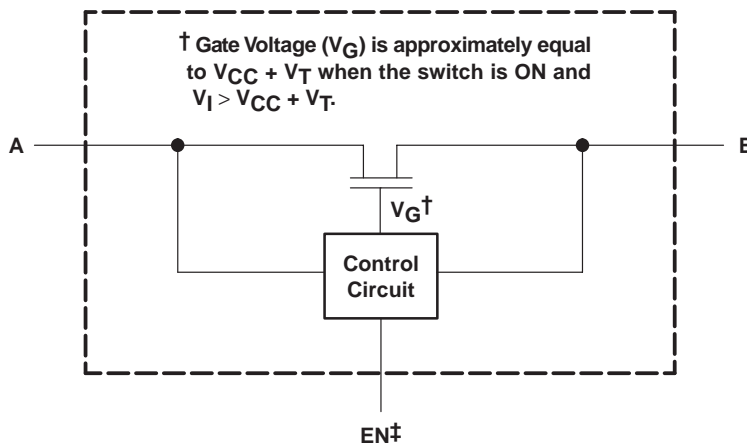 † Gate Voltage (VG) is approximately equal
to VCC + VT when the switch is ON and
VI > VCC + VT.
A
VG†
Control
Circuit
EN‡